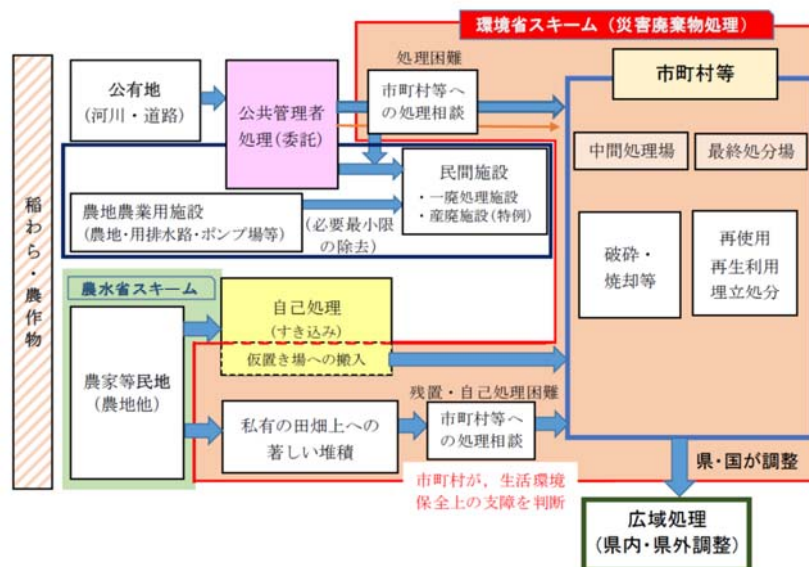 環境省スキーム（災害廃棄物処理）
稲わら・農作物
公有地
(河川・道路)
公共管理者
処理(委託)
処理困難
市町村等へ
の処理相談
市町村等
中間処理場
最終処分場
破砕・
焼却等
再使用
再生利用
埋立処分
民間施設
・一廃処理施設
・産廃施設(特例)
農地農業用施設
(農地・用排水路・ポンプ場等)
(必要最小限
の除去)
農水省スキーム
農家等民地
(農地他)
自己処理
(すき込み)
仮置き場への搬入
私有の田畑上への
著しい堆積
残置・自己処理困難
市町村等へ
の処理相談
市町村が，生活環境
保全上の支障を判断
県・国が調整
広域処理
(県内・県外調整)